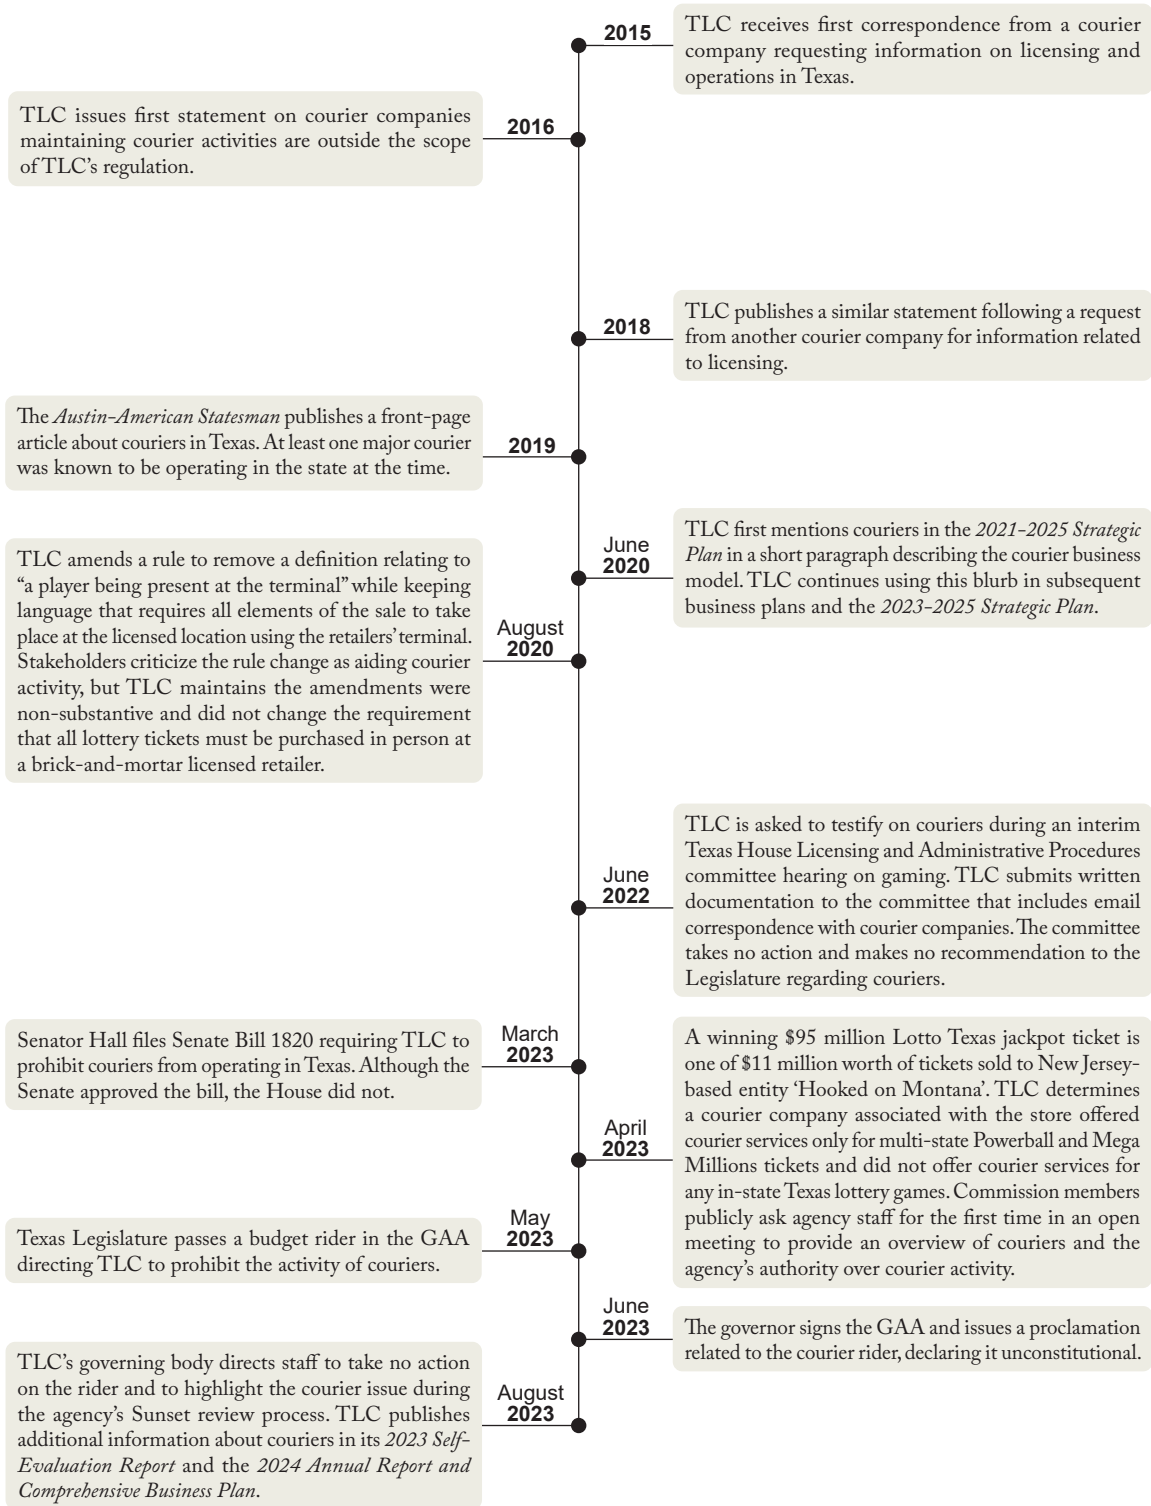 2015
TLC receives first correspondence from a courier
company requesting information on licensing and
operations in Texas.
2016
TLC issues first statement on courier companies
maintaining courier activities are outside the scope
of TLC's regulation.
2018
TLC publishes a similar statement following a request
from another courier company for information related
to licensing.
2019
The Austin-American Statesman publishes a front-page
article about couriers in Texas. At least one major courier
was known to be operating in the state at the time.
June
2020
TLC first mentions couriers in the 2021-2025 Strategic
Plan in a short paragraph describing the courier business
model. TLC continues using this blurb in subsequent
business plans and the 2023-2025 Strategic Plan.
August
2020
TLC amends a rule to remove a definition relating to
“a player being present at the terminal” while keeping
language that requires all elements of the sale to take
place at the licensed location using the retailers’ terminal.
Stakeholders criticize the rule change as aiding courier
activity, but TLC maintains the amendments were
non-substantive and did not change the requirement
that all lottery tickets must be purchased in person at
a brick-and-mortar licensed retailer.
June
2022
TLC is asked to testify on couriers during an interim
Texas House Licensing and Administrative Procedures
committee hearing on gaming. TLC submits written
documentation to the committee that includes email
correspondence with courier companies. The committee
takes no action and makes no recommendation to the
Legislature regarding couriers.
March
2023
Senator Hall files Senate Bill 1820 requiring TLC to
prohibit couriers from operating in Texas. Although the
Senate approved the bill, the House did not.
April
2023
A winning $95 million Lotto Texas jackpot ticket is
one of $11 million worth of tickets sold to New Jersey-
based entity ‘Hooked on Montana’. TLC determines
a courier company associated with the store offered
courier services only for multi-state Powerball and Mega
Millions tickets and did not offer courier services for
any in-state Texas lottery games. Commission members
publicly ask agency staff for the first time in an open
meeting to provide an overview of couriers and the
agency’s authority over courier activity.
May
2023
Texas Legislature passes a budget rider in the GAA
directing TLC to prohibit the activity of couriers.
June
2023
The governor signs the GAA and issues a proclamation
related to the courier rider, declaring it unconstitutional.
August
2023
TLC’s governing body directs staff to take no action
on the rider and to highlight the courier issue during
the agency’s Sunset review process. TLC publishes
additional information about couriers in its 2023 Self-
Evaluation Report and the 2024 Annual Report and
Comprehensive Business Plan.